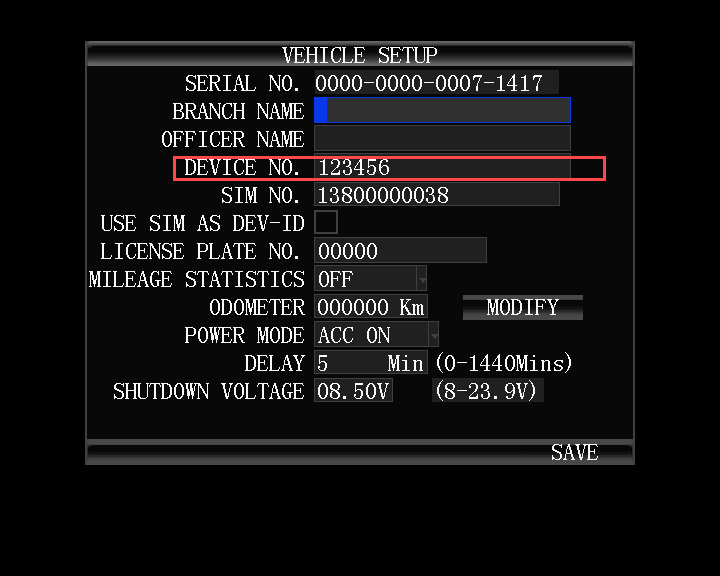 VEHICLE SETUP
SERIAL NO. 0000-0000-0007-1417
BRANCH NAME
OFFICER NAME
DEVICE NO. 123456
SIM NO. 13800000038
USE SIM AS DEV-ID
LICENSE PLATE NO. 00000
MILEAGE STATISTICS OFF
ODOMETER 000000 Km MODIFY
POWER MODE ACC ON
DELAY 5 Min (0-1440Mins)
SHUTDOWN VOLTAGE 08.50V (8-23.9V)
SAVE